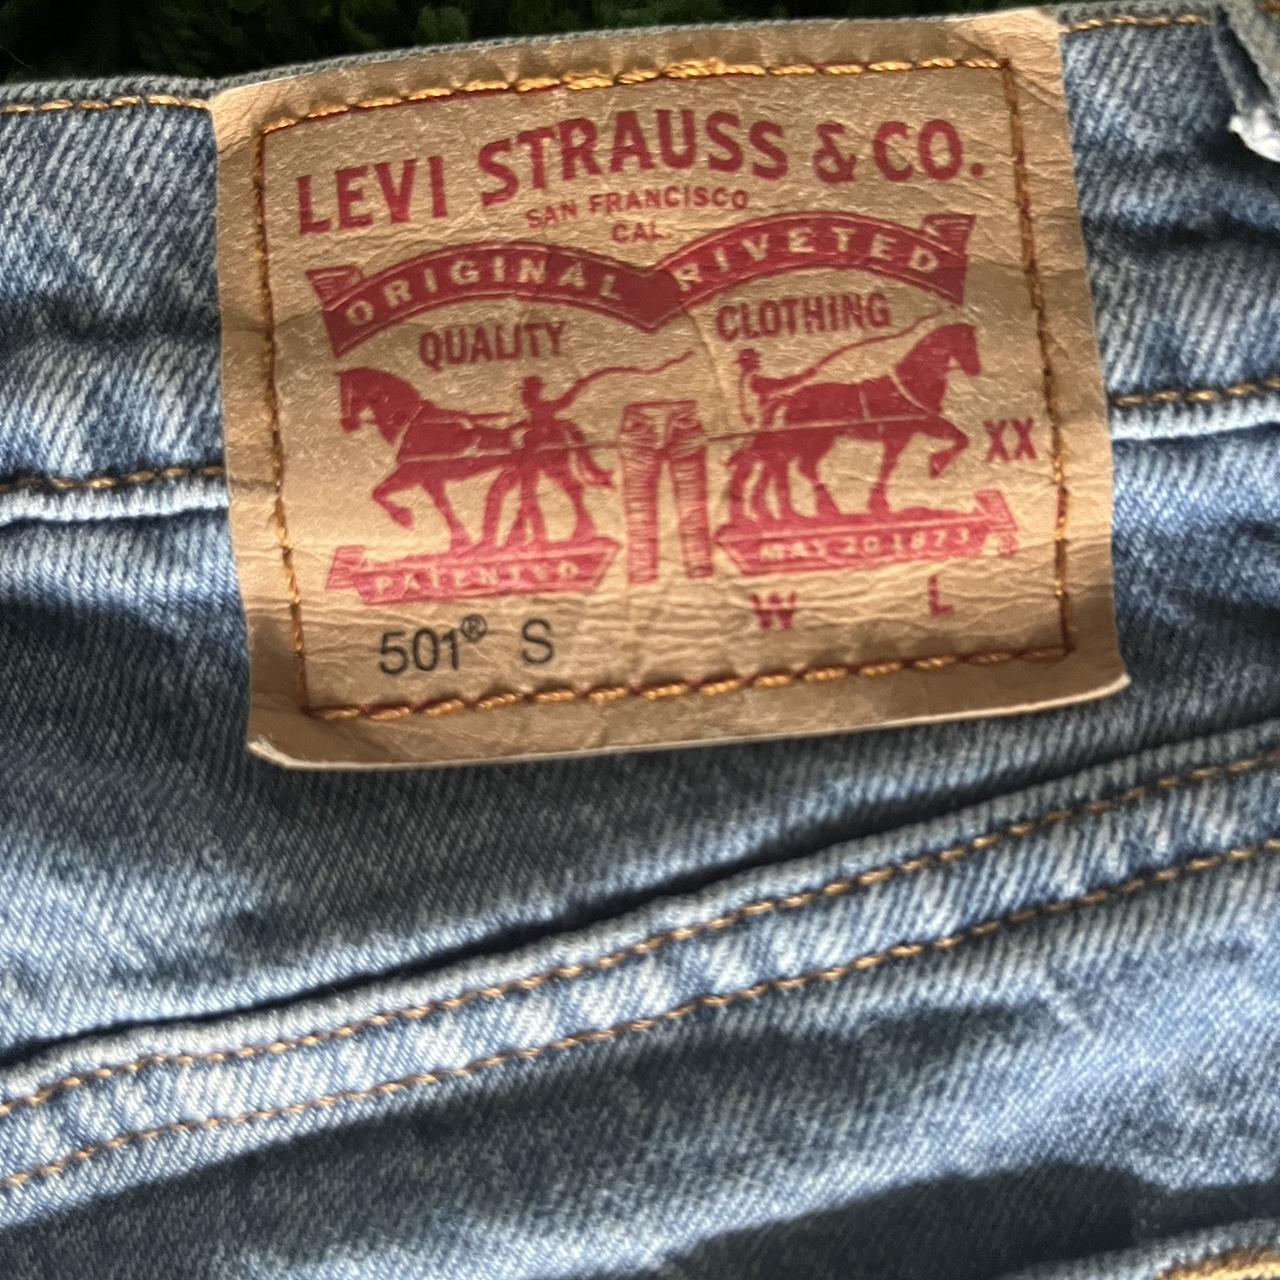 LEVI STRAUSS & CO.
SAN FRANCISCO
CAL.
ORIGINAL RIVETED
QUALITY CLOTHING
XX
PATENTED MAY 20 1873
W L
501® S